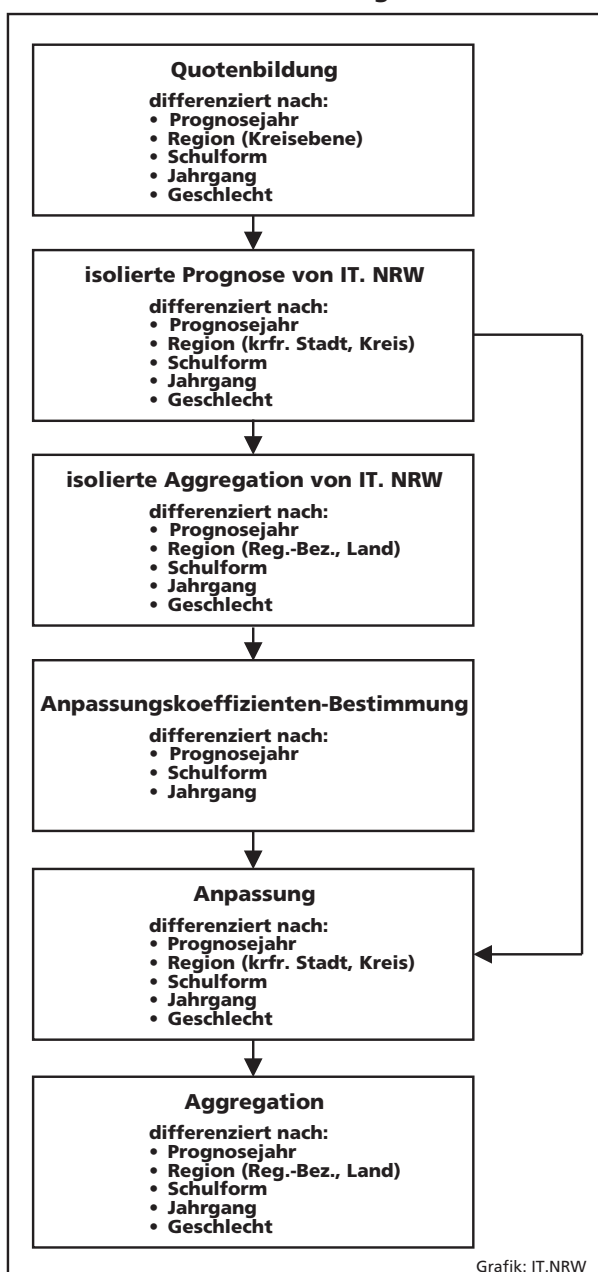 Quotenbildung
differenziert nach:
• Prognosejahr
• Region (Kreisebene)
• Schulform
• Jahrgang
• Geschlecht
isolierte Prognose von IT. NRW
differenziert nach:
• Prognosejahr
• Region (krfr. Stadt, Kreis)
• Schulform
• Jahrgang
• Geschlecht
isolierte Aggregation von IT. NRW
differenziert nach:
• Prognosejahr
• Region (Reg.-Bez., Land)
• Schulform
• Jahrgang
• Geschlecht
Anpassungskoeffizienten-Bestimmung
differenziert nach:
• Prognosejahr
• Schulform
• Jahrgang
Anpassung
differenziert nach:
• Prognosejahr
• Region (krfr. Stadt, Kreis)
• Schulform
• Jahrgang
• Geschlecht
Aggregation
differenziert nach:
• Prognosejahr
• Region (Reg.-Bez., Land)
• Schulform
• Jahrgang
• Geschlecht
Grafik: IT.NRW